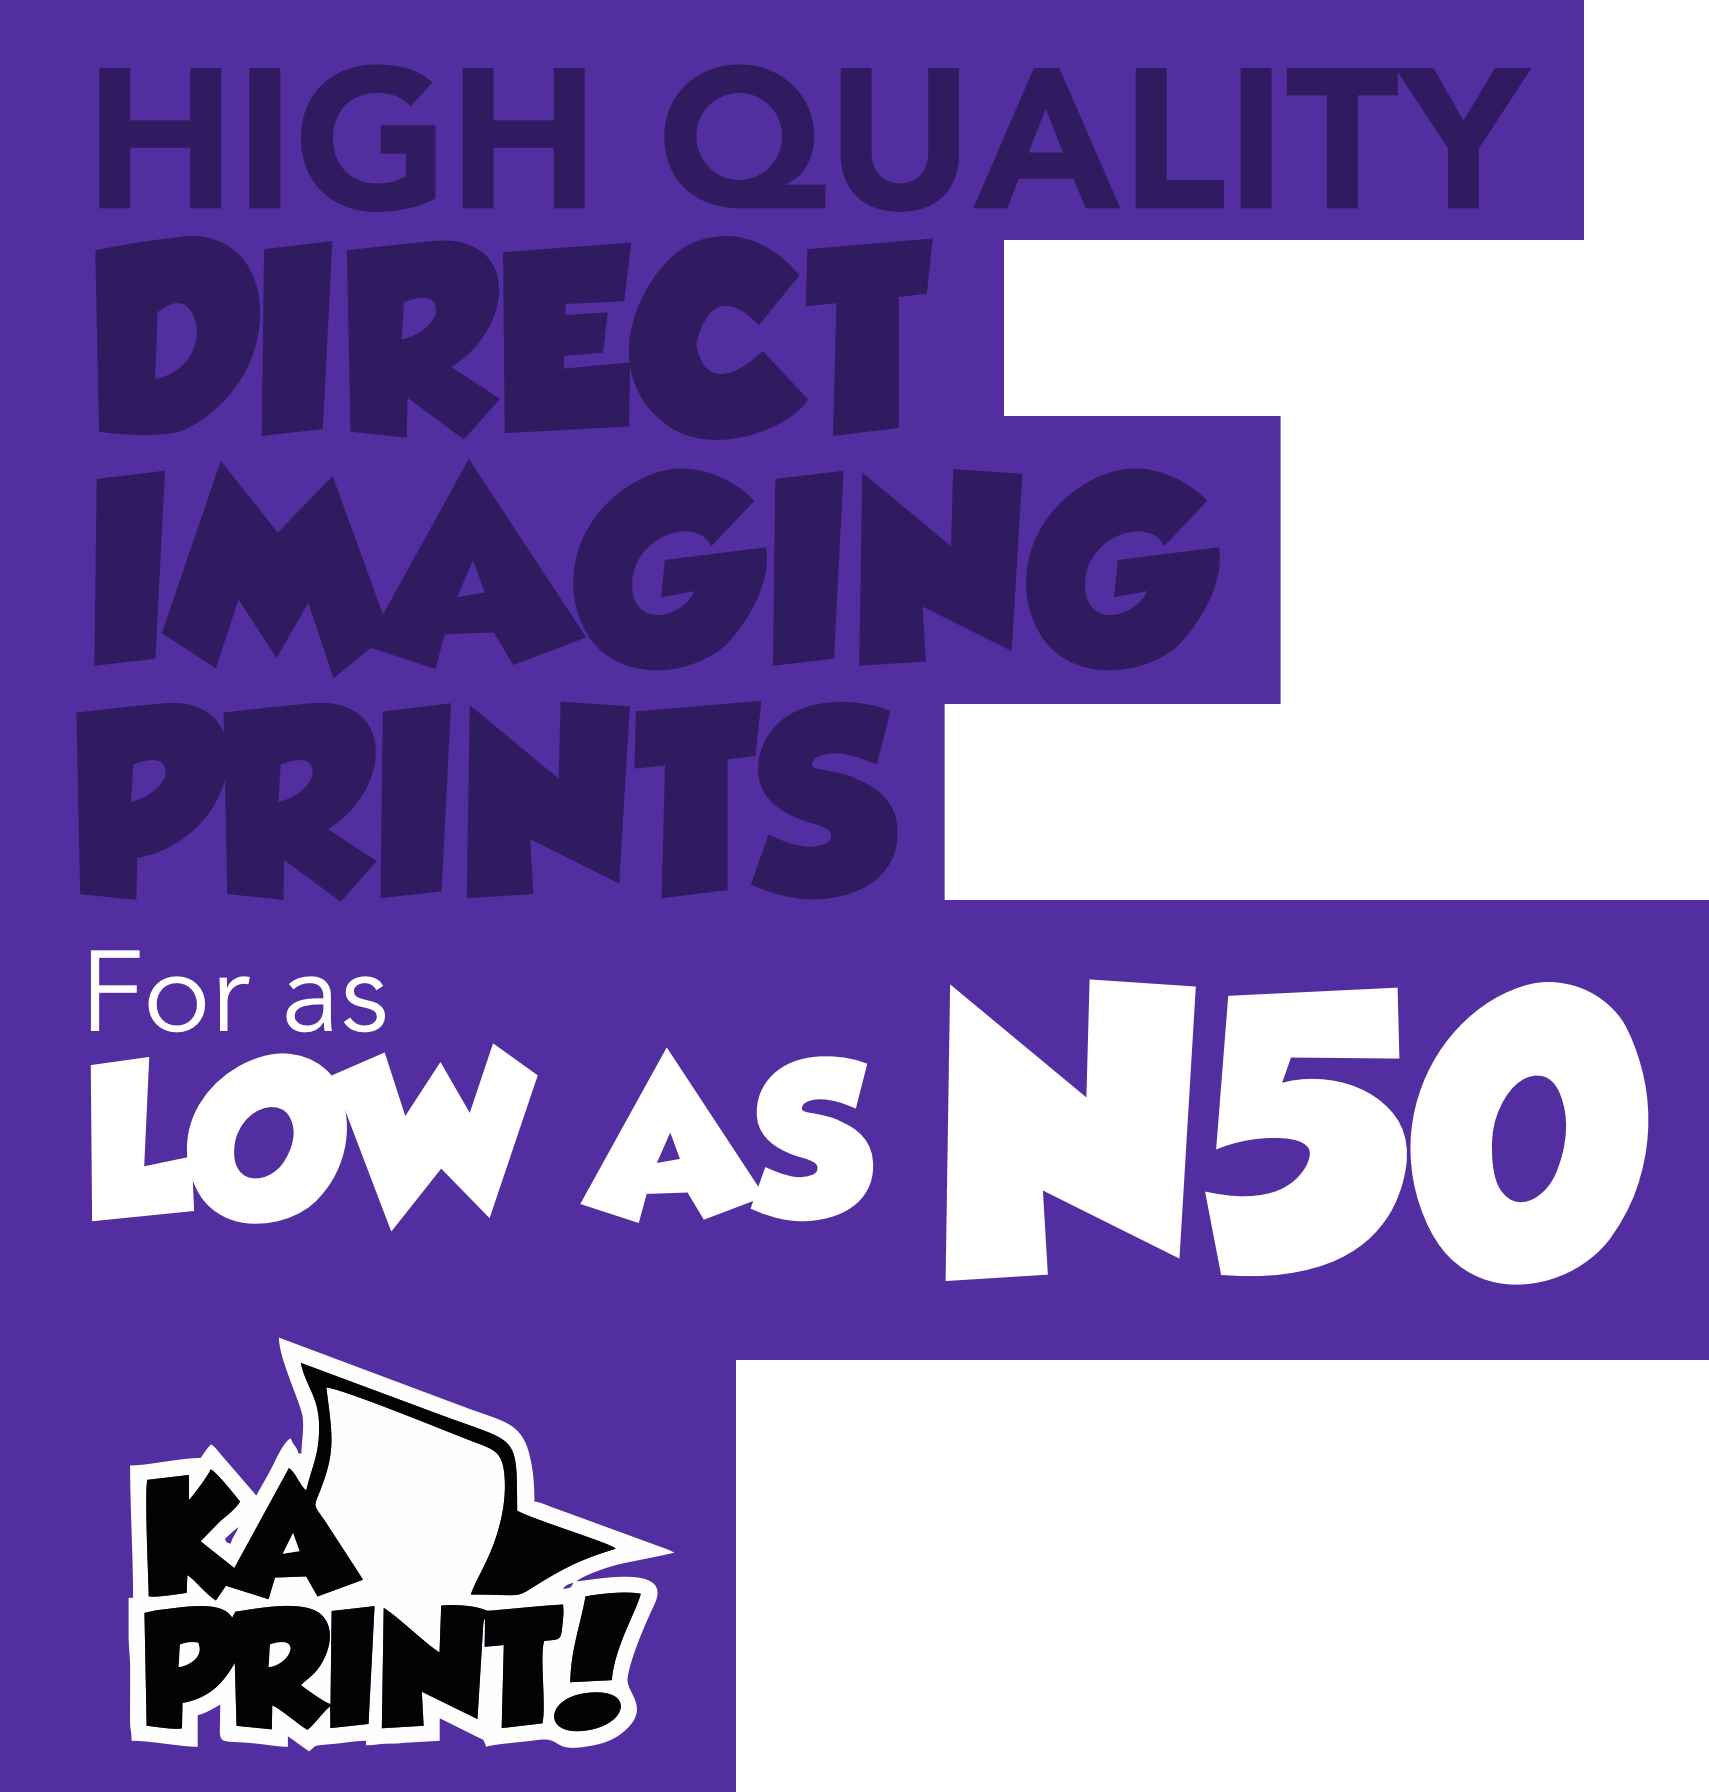 HIGH QUALITY
DIRECT
IMAGING
PRINTS
For as
LOW AS N50
KA
PRINT!